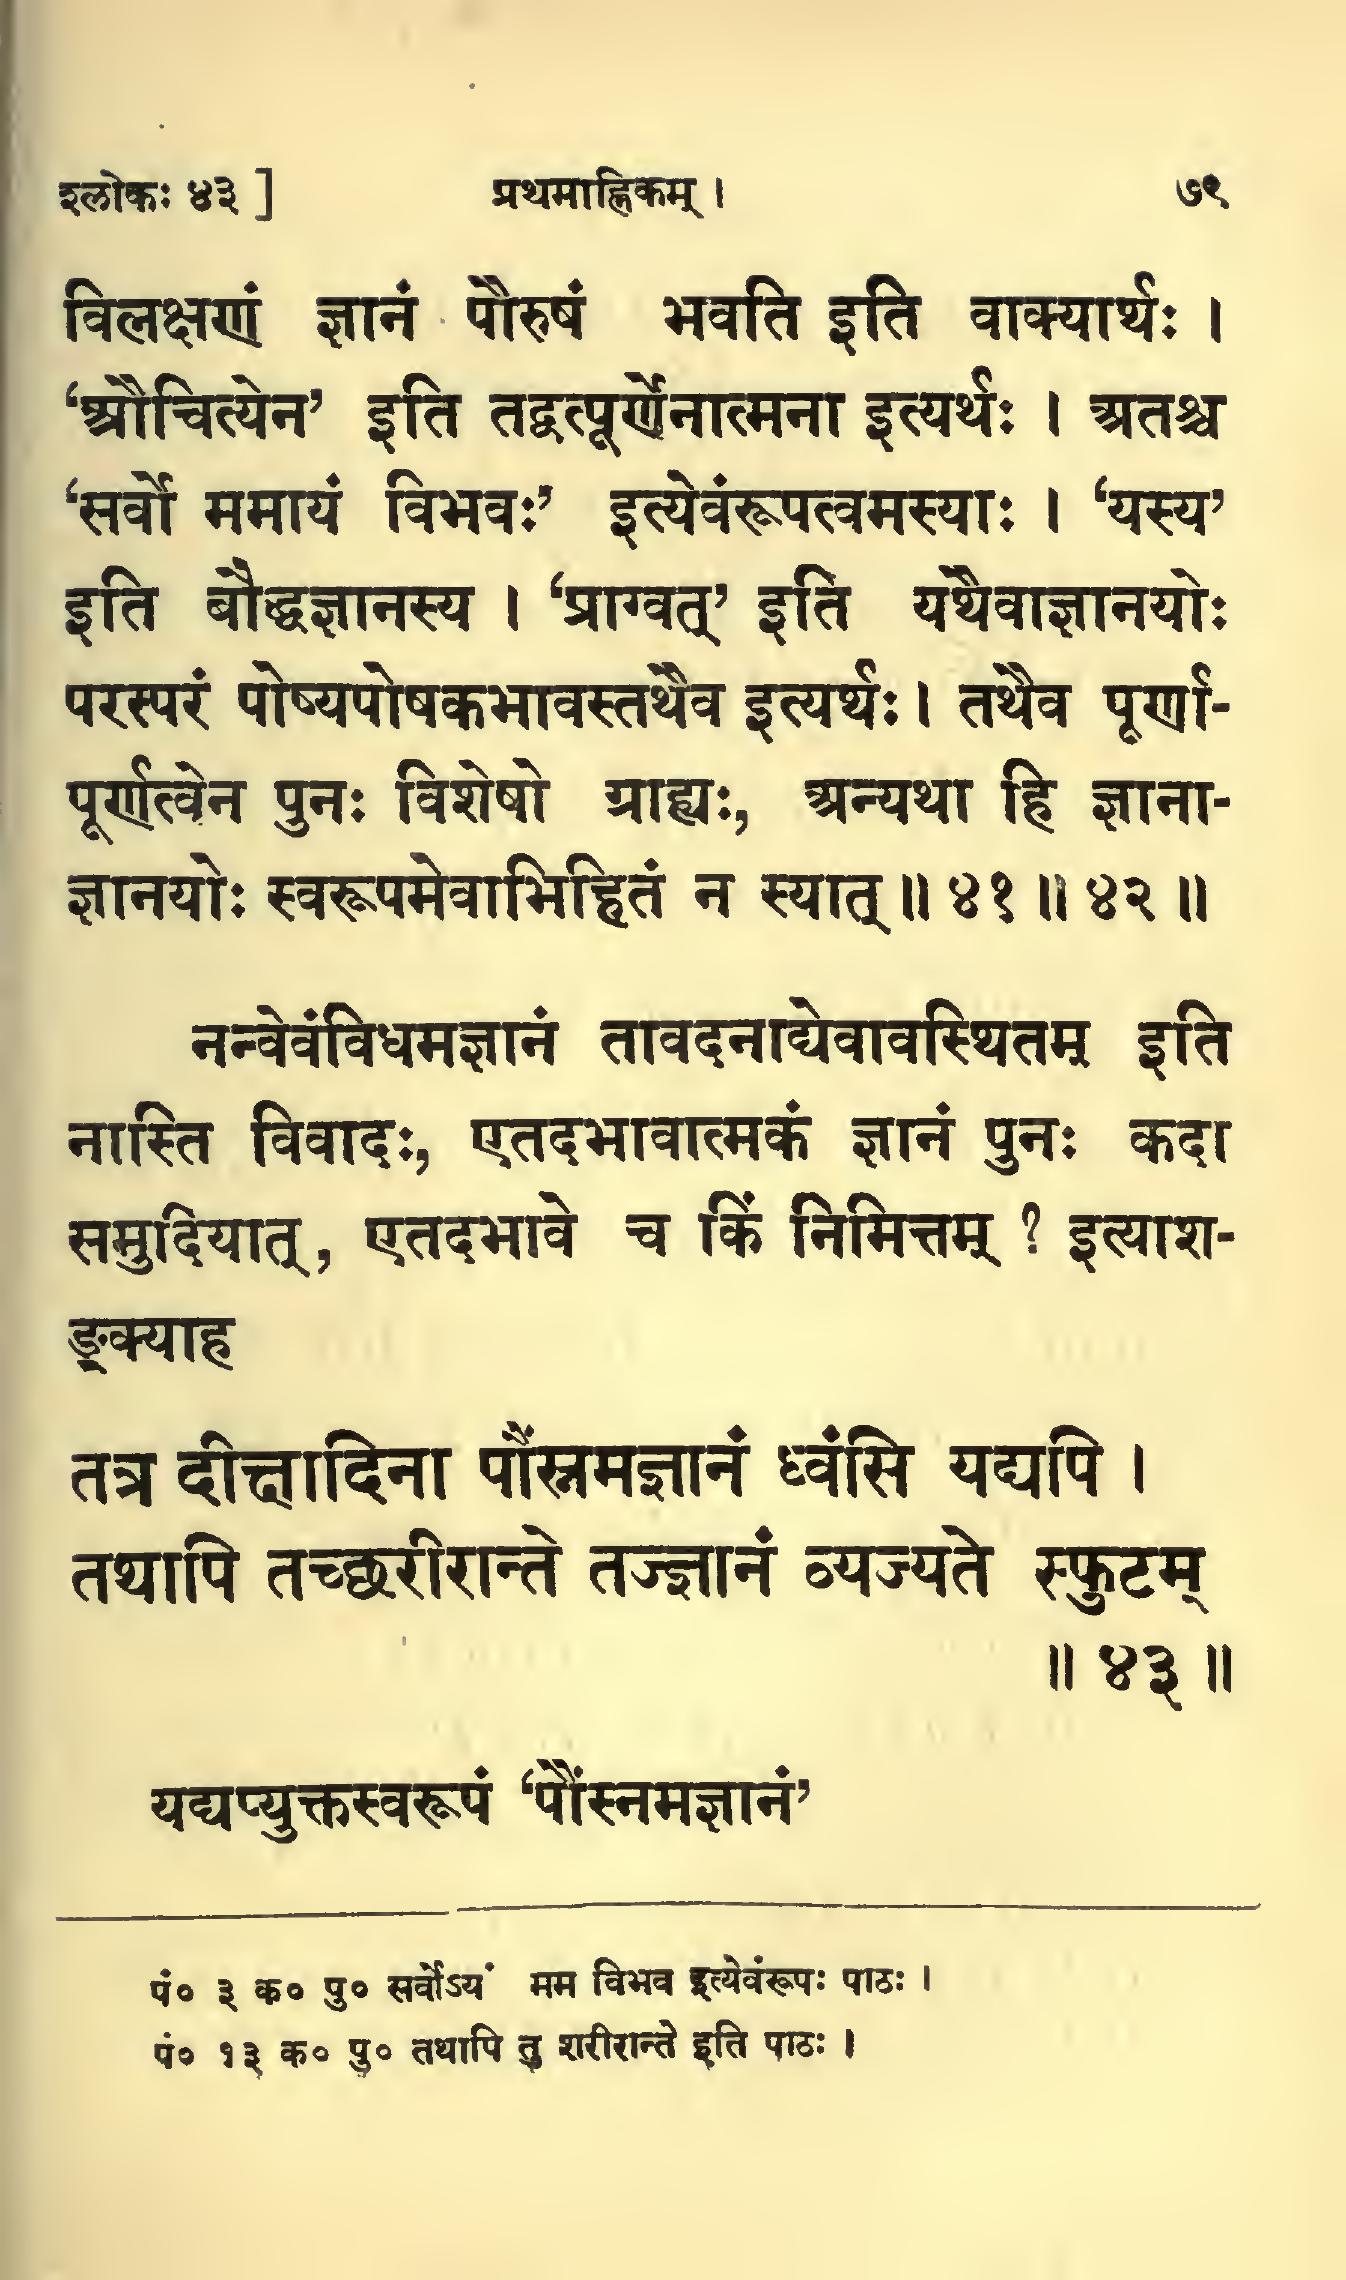 श्लोकः ४३ ] प्रथमाह्निकम् । ७९
विलक्षणं ज्ञानं पौरुषं भवति इति वाक्यार्थः ।
‘औचित्येन’ इति तद्वत्पूर्णेनात्मना इत्यर्थः । अतश्च
‘सर्वो ममायं विभवः’ इत्येवंरूपत्वमस्याः । ‘यस्य’
इति बौद्धज्ञानस्य । ‘प्राग्वत्’ इति यथैवाज्ञानयोः
परस्परं पोष्यपोषकभावस्तथैव इत्यर्थः। तथैव पूर्णा-
पूर्णत्वेन पुनः विशेषो ग्राह्यः, अन्यथा हि ज्ञाना-
ज्ञानयोः स्वरूपमेवाभिहितं न स्यात् ॥ ४१ ॥ ४२ ॥
नन्वेवंविधमज्ञानं तावदनाद्येवावस्थितम् इति
नास्ति विवादः, एतदभावात्मकं ज्ञानं पुनः कदा
समुदियात्, एतदभावे च किं निमित्तम् ? इत्याश-
ङ्क्याह
तत्र दीक्षादिना पौंस्नमज्ञानं ध्वंसि यद्यपि ।
तथापि तच्छरीरान्ते तज्ज्ञानं व्यज्यते स्फुटम्
॥ ४३ ॥
यद्यप्युक्तस्वरूपं ‘पौंस्नमज्ञानं’
पं० ३ क० पु० सर्वोऽयं मम विभव इत्येवंरूपः पाठः ।
पं० १३ क० पु० तथापि तु शरीरान्ते इति पाठः ।